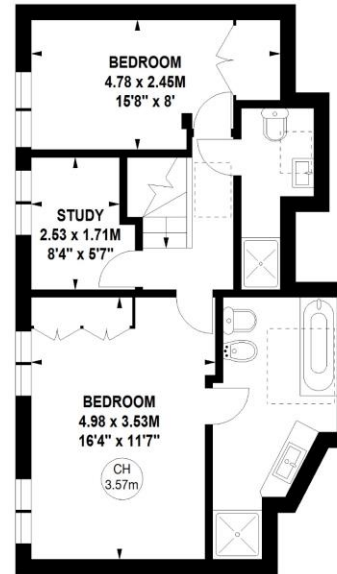 BEDROOM
4.78 x 2.45M
15'8" x 8'
STUDY
2.53 x 1.71M
8'4" x 5'7"
BEDROOM
4.98 x 3.53M
16'4" x 11'7"
CH
3.57m